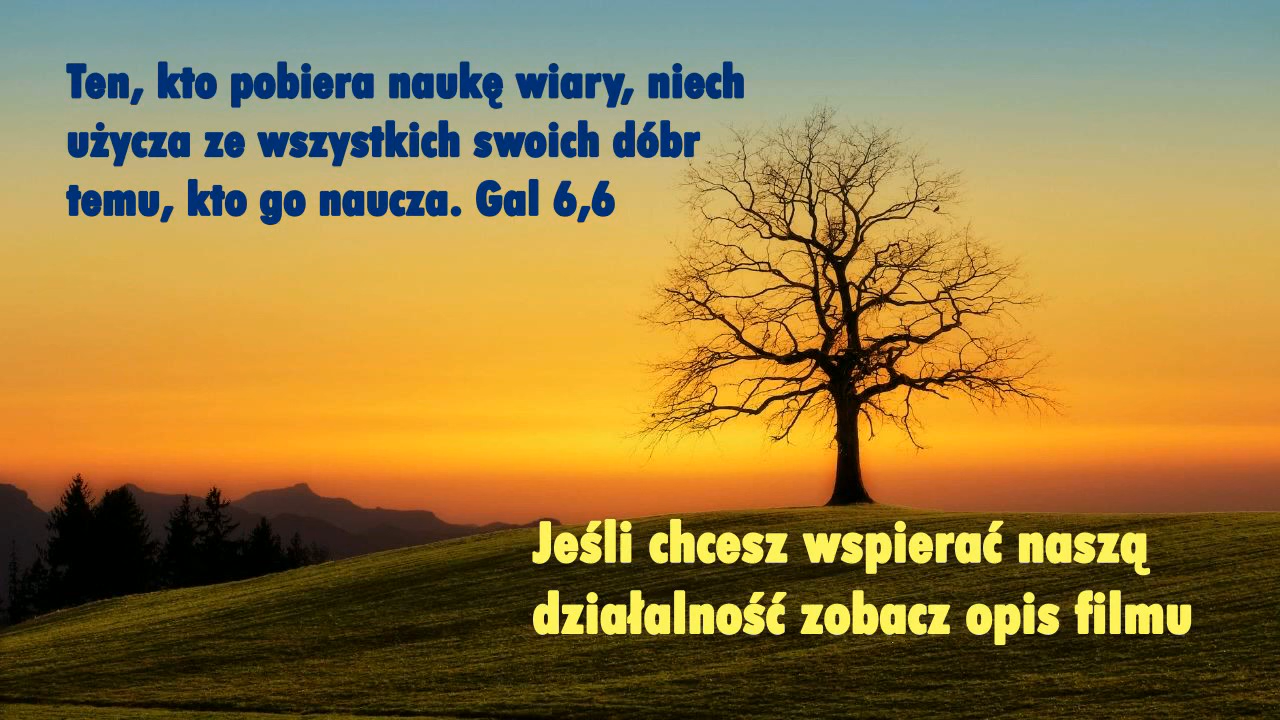 Ten, kto pobiera naukę wiary, niech
użycza ze wszystkich swoich dóbr
temu, kto go naucza. Gal 6,6
Jeśli chcesz wspierać naszą
działalność zobacz opis filmu